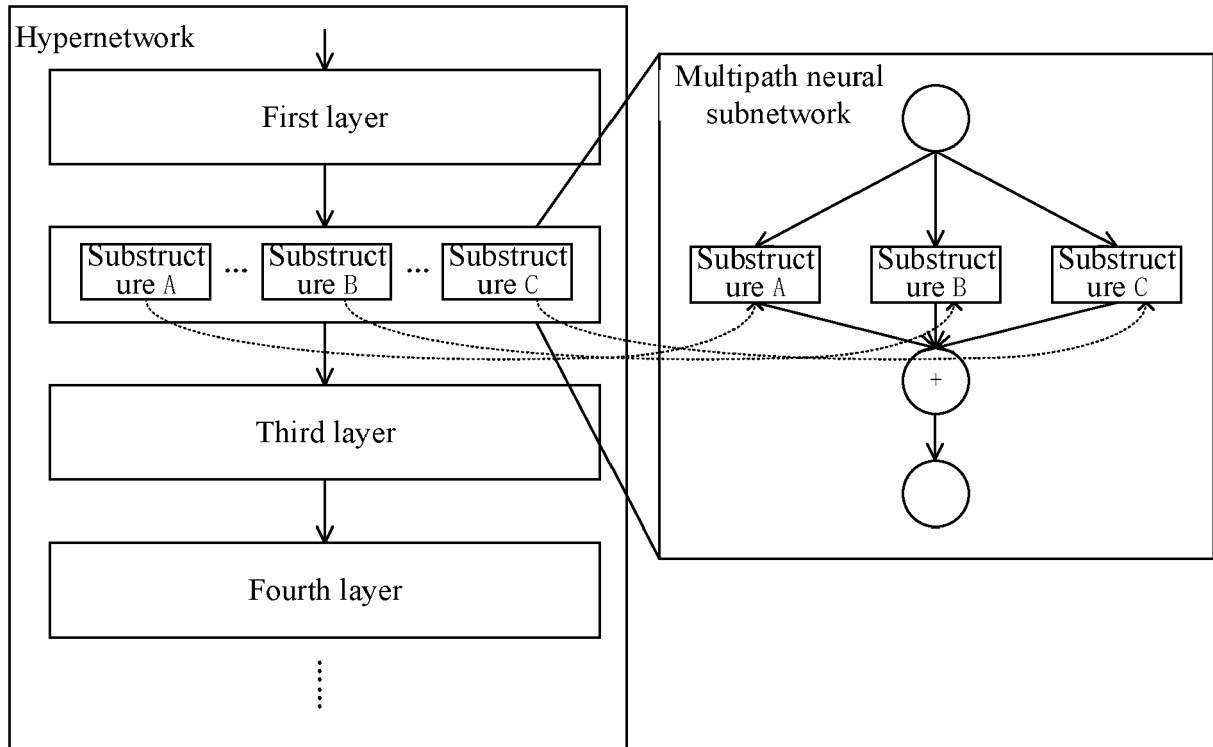 Hypernetwork
First layer
Substruct
ure A
...
Substruct
ure B
...
Substruct
ure C
Third layer
Fourth layer
Multipath neural
subnetwork
Substruct
ure A
Substruct
ure B
Substruct
ure C
+